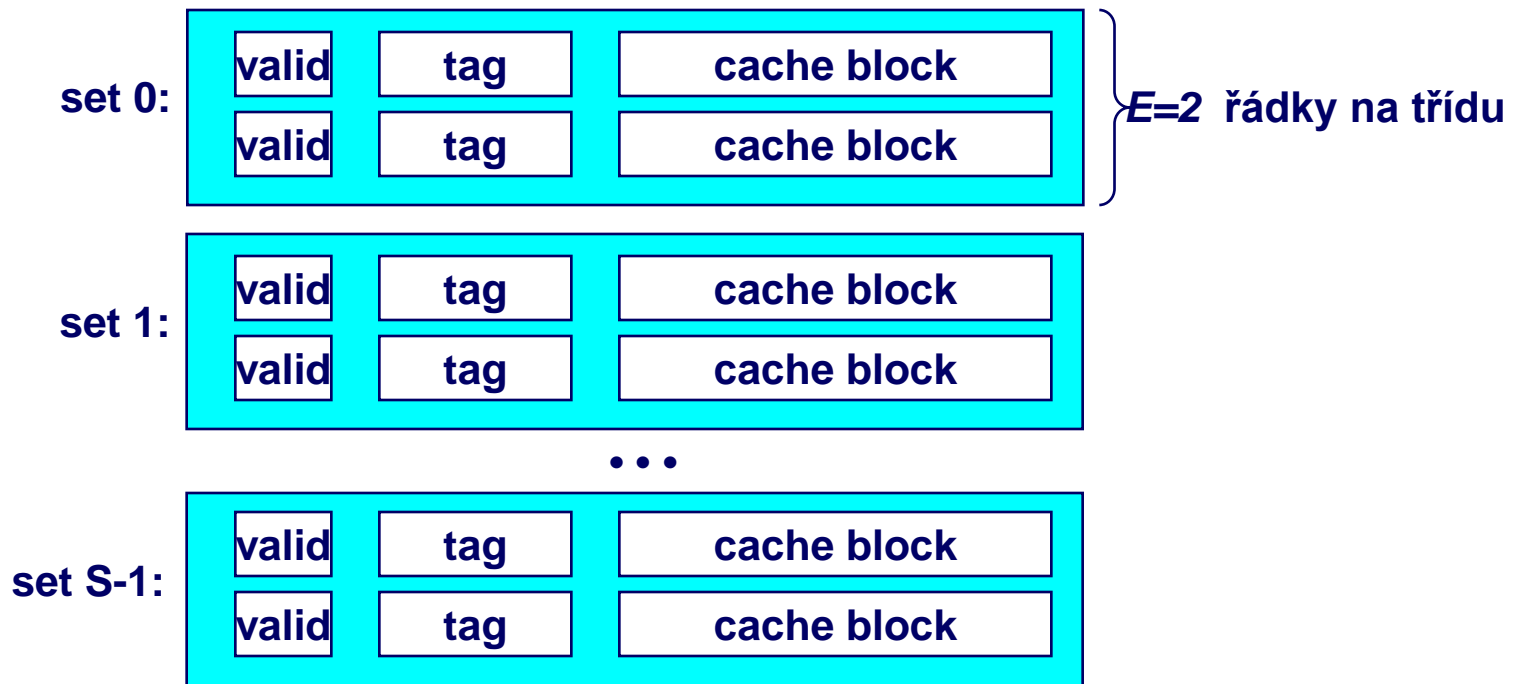 valid tag cache block
set 0:
E=2 řádky na třídu
valid tag cache block
valid tag cache block
set 1:
valid tag cache block
• • •
valid tag cache block
set S-1:
valid tag cache block